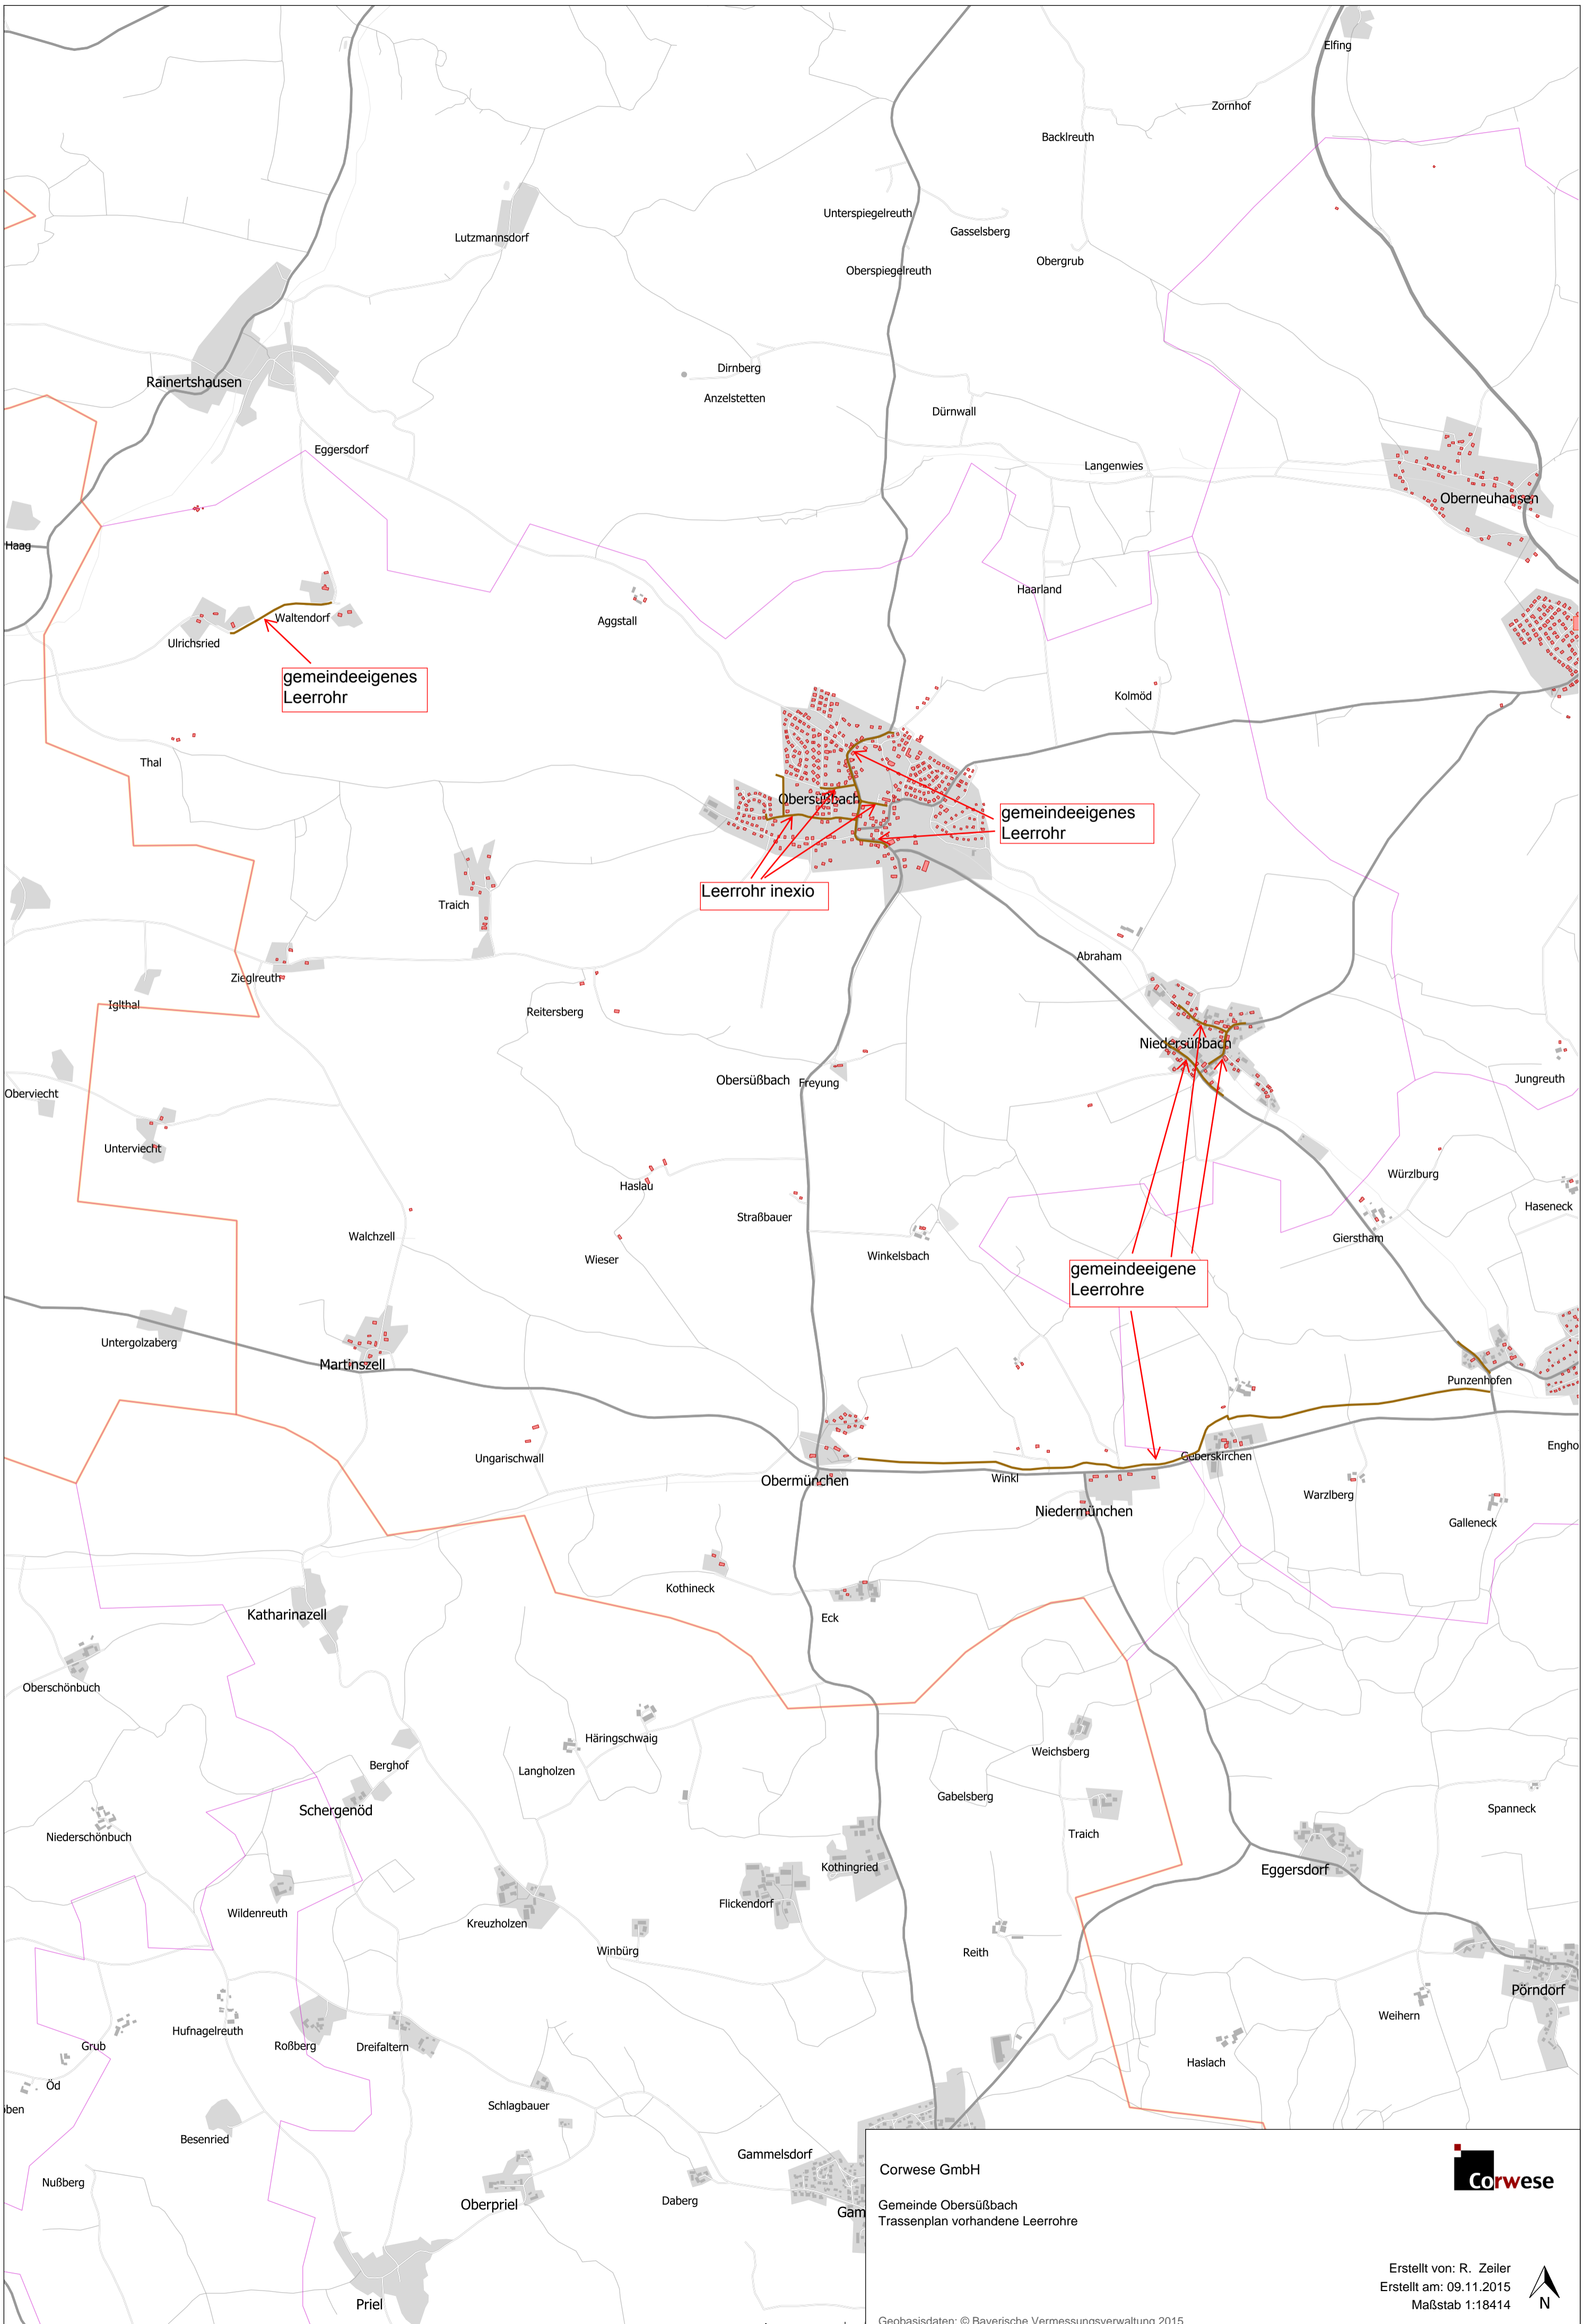 Elfing
Zornhof
Backlreuth
Unterspiegelreuth
Gasselsberg
Lutzmannsdorf
Obergrub
Oberspiegelreuth
Dirnberg
Rainertshausen
Anzelstetten
Dürnwall
Eggersdorf
Langenwies
Oberneuhausen
Haag
Haarland
Waltendorf
Aggstall
Ulrichsried
gemeindeeigenes
Leerrohr
Kolmöd
Thal
Obersüßbach
gemeindeeigenes
Leerrohr
Leerrohr inexio
Traich
Abraham
Zieglreuth
Iglthal
Reitersberg
Niedersüßbach
Obersüßbach
Freyung
Jungreuth
Oberviecht
Unterviecht
Würzlburg
Haslau
Haseneck
Straßbauer
Walchzell
Gierstham
Winkelsbach
Wieser
gemeindeeigene
Leerrohre
Untergolzaberg
Martinszell
Punzenhofen
Engho
Ungarischwall
Geberskirchen
Obermünchen
Winkl
Warzlberg
Niedermünchen
Galleneck
Kothineck
Katharinazell
Eck
Oberschönbuch
Häringschwaig
Weichsberg
Berghof
Langholzen
Gabelsberg
Schergenöd
Spanneck
Niederschönbuch
Traich
Kothingried
Eggersdorf
Flickendorf
Wildenreuth
Kreuzholzen
Winbürg
Reith
Pörndorf
Weihern
Hufnagelreuth
Grub
Roßberg
Dreifaltern
Haslach
Öd
Schlagbauer
ben
Besenried
Gammelsdorf
Nußberg
Daberg
Oberpriel
Gam
Priel
Corwese GmbH
Corwese
Gemeinde Obersüßbach
Trassenplan vorhandene Leerrohre
Erstellt von: R. Zeiler
Erstellt am: 09.11.2015
Maßstab 1:18414
N
Geobasisdaten: © Bayerische Vermessungsverwaltung 2015